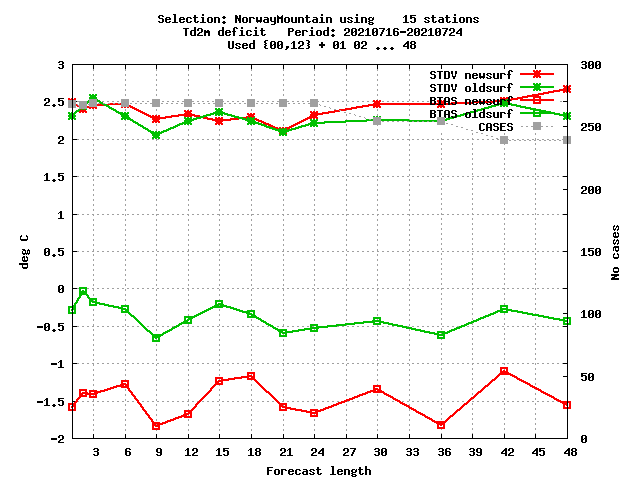 Selection: NorwayMountain using    15 stations
Td2m deficit   Period: 20210716-20210724
Used {00,12} + 01 02 ... 48
STDV newsurf
STDV oldsurf
BIAS newsurf
BIAS oldsurf
CASES
3
2.5
2
1.5
1
0.5
0
-0.5
-1
-1.5
-2
deg C
300
250
200
150
100
50
0
No cases
3 6 9 12 15 18 21 24 27 30 33 36 39 42 45 48
Forecast length